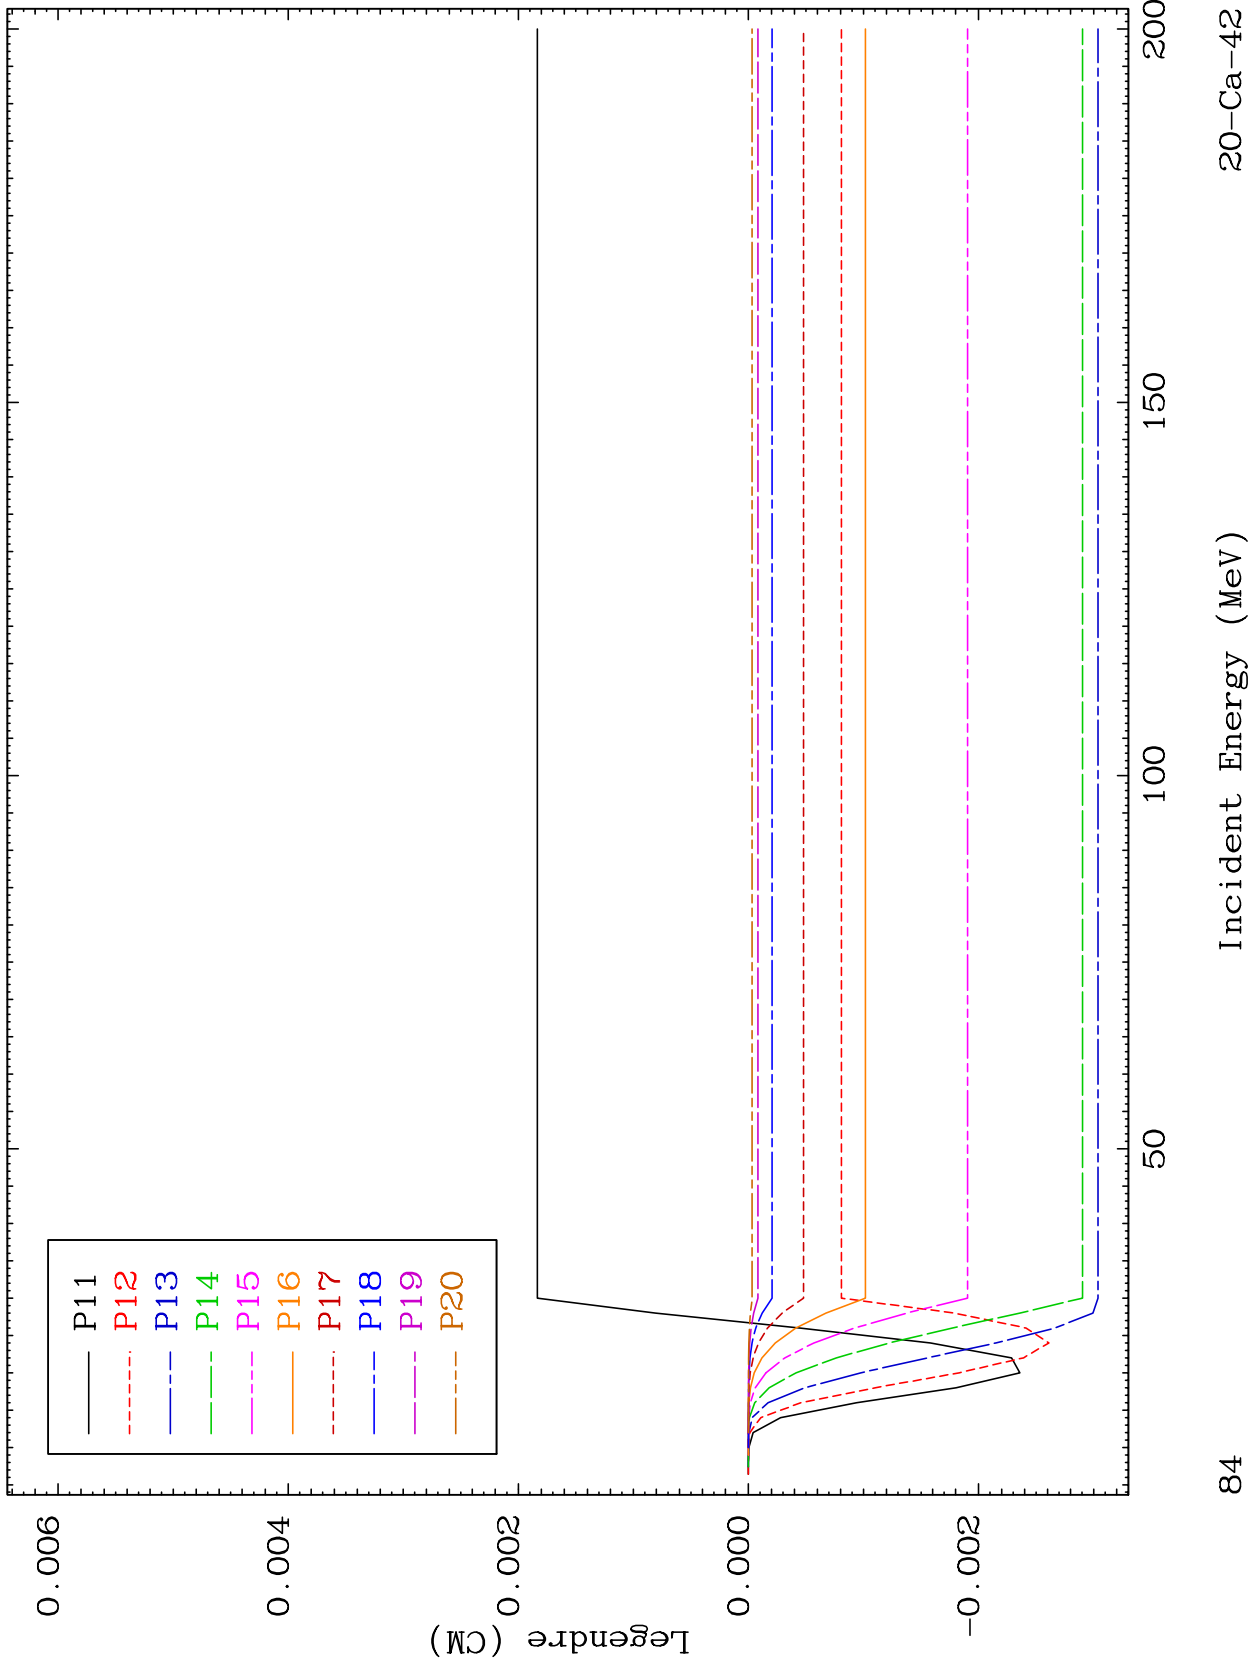 Legendre (CM)
0.006
0.004
0.002
0.000
-0.002
P11
P12
P13
P14
P15
P16
P17
P18
P19
P20
50
100
150
200
84
Incident Energy (MeV)
20-Ca-42